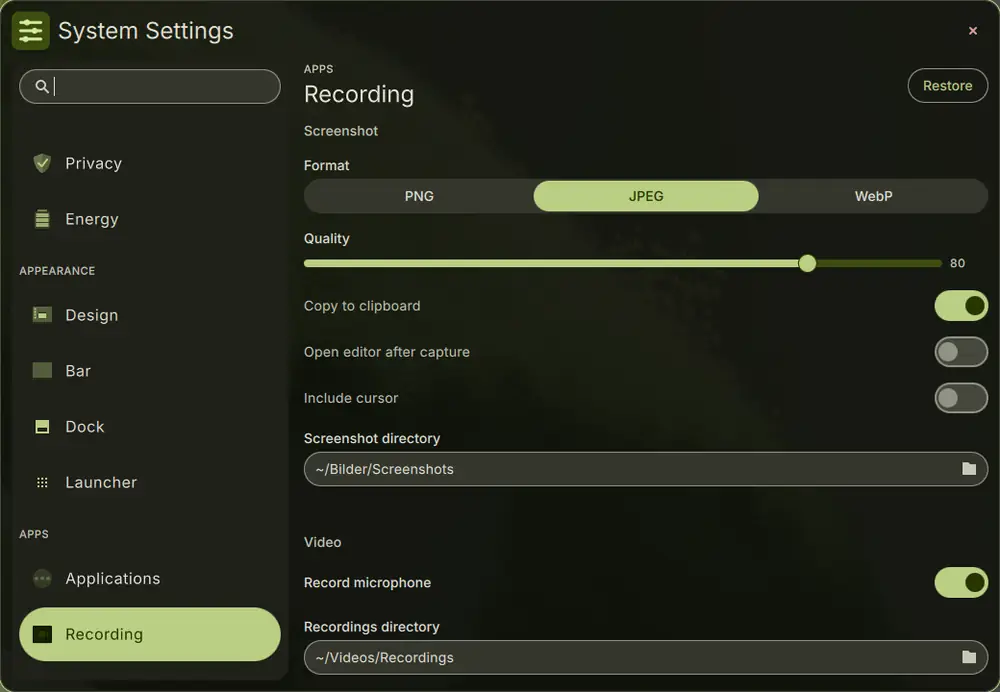 System Settings
Privacy
Energy
APPEARANCE
Design
Bar
Dock
Launcher
APPS
Applications
Recording
APPS
Recording
Restore
Screenshot
Format
PNG
JPEG
WebP
Quality
80
Copy to clipboard
Open editor after capture
Include cursor
Screenshot directory
~/Bilder/Screenshots
Video
Record microphone
Recordings directory
~/Videos/Recordings